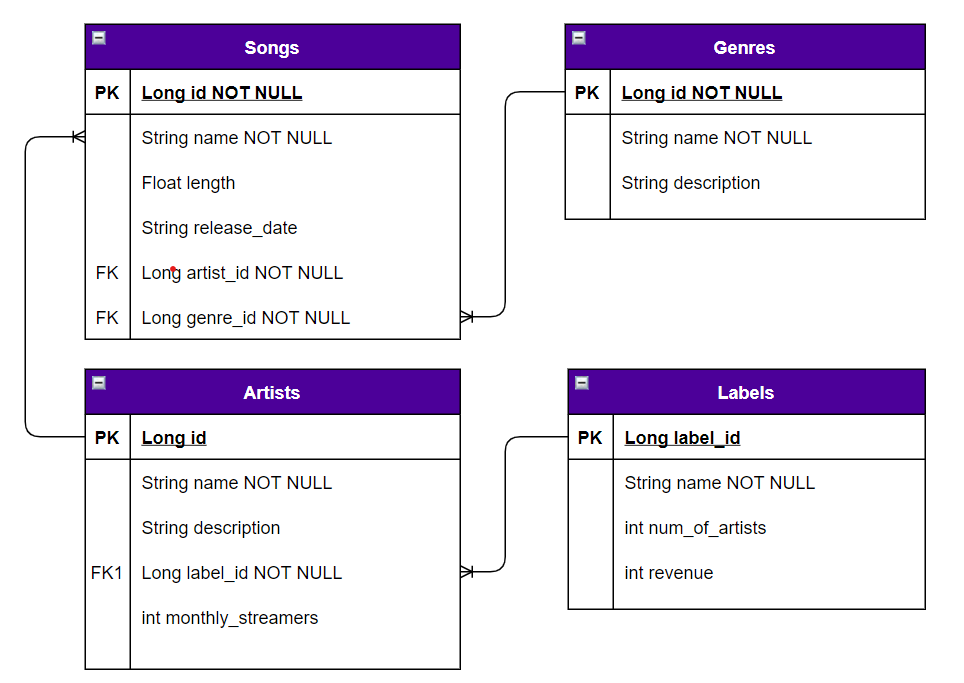 Songs
PK Long id NOT NULL
String name NOT NULL
Float length
String release_date
FK Long artist_id NOT NULL
FK Long genre_id NOT NULL
Genres
PK Long id NOT NULL
String name NOT NULL
String description
Artists
PK Long id
String name NOT NULL
String description
FK1 Long label_id NOT NULL
int monthly_streamers
Labels
PK Long label_id
String name NOT NULL
int num_of_artists
int revenue